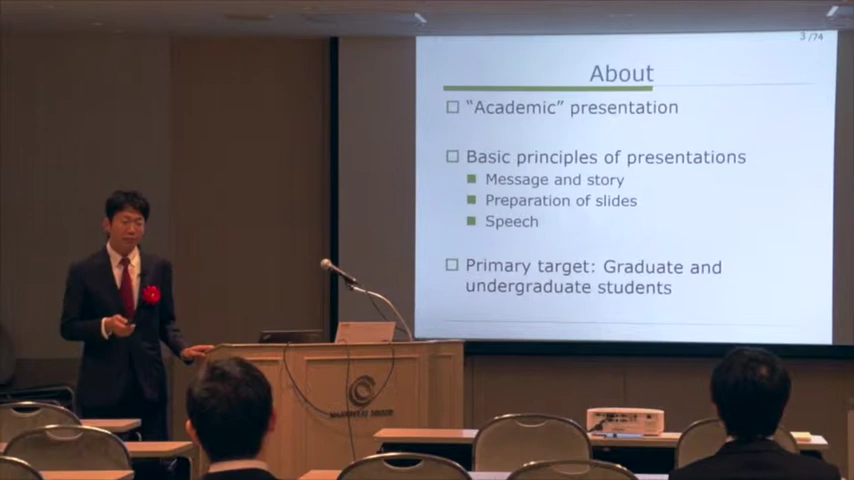 3 /74
About
"Academic" presentation
Basic principles of presentations
Message and story
Preparation of slides
Speech
Primary target: Graduate and
undergraduate students